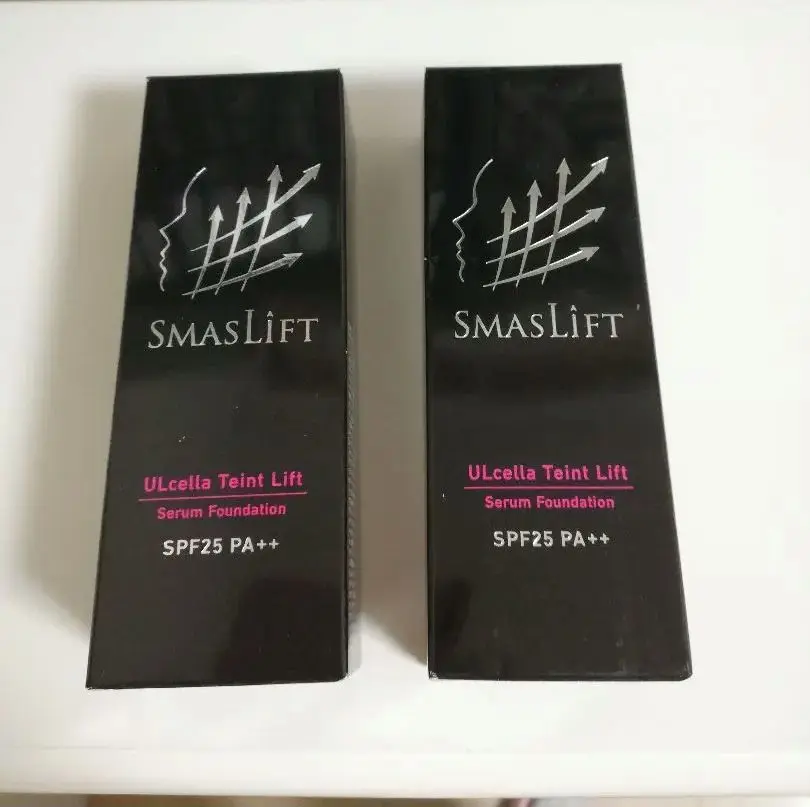 SMASLÎFT
ULcella Teint Lift
Serum Foundation
SPF25 PA++
SMASLÎFT
ULcella Teint Lift
Serum Foundation
SPF25 PA++